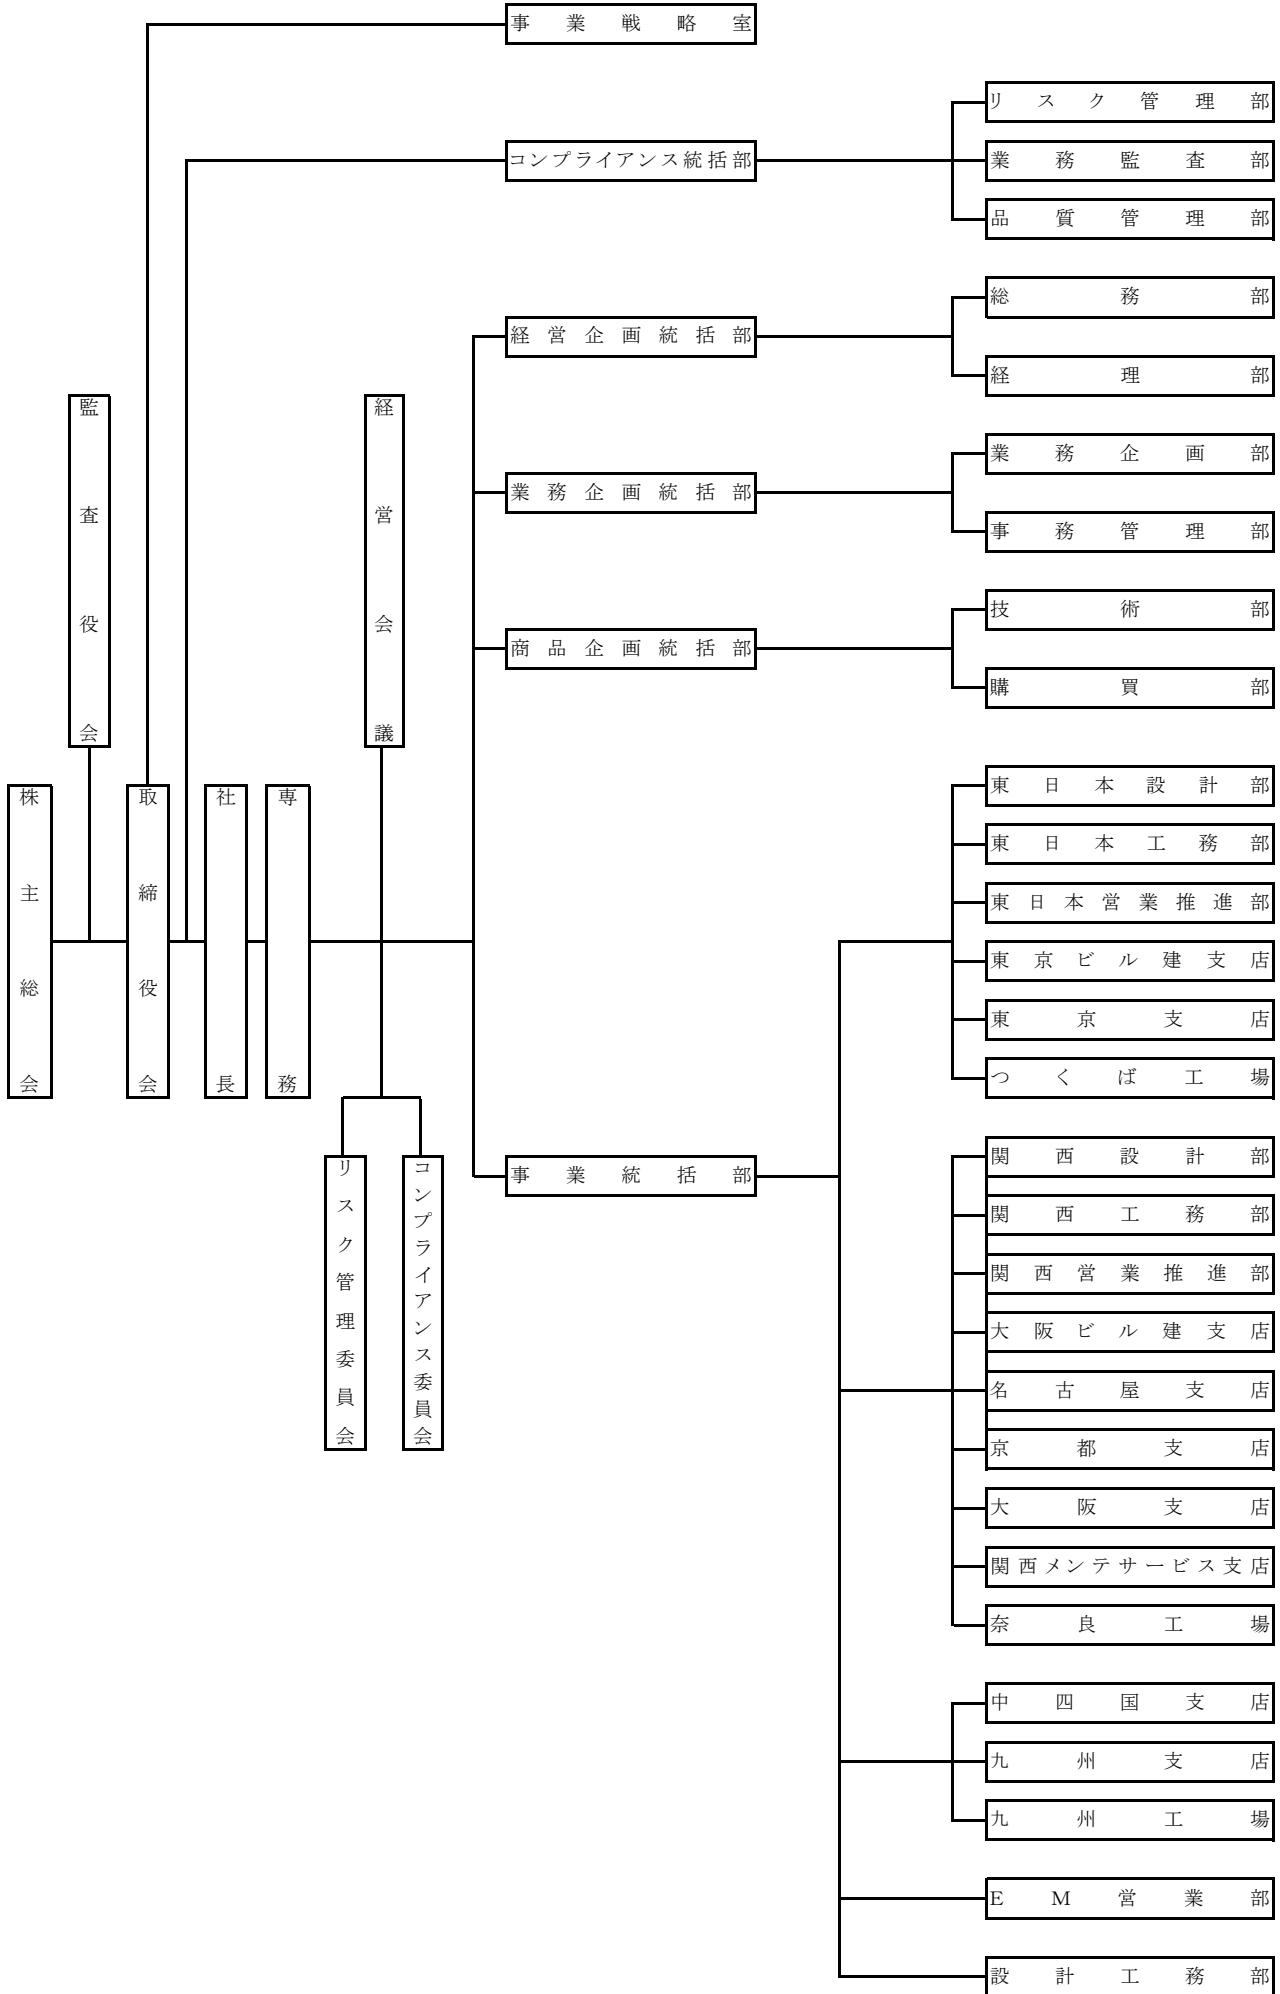 事業戦略室
リスク管理部
コンプライアンス統括部
業務監査部
品質管理部
総務部
経営企画統括部
経理部
監査役会
経営会議
業務企画部
業務企画統括部
事務管理部
技術部
商品企画統括部
購買部
株主総会
取締役会
社長
専務
東日本設計部
東日本工務部
東日本営業推進部
東京ビル建支店
東京支店
つくば工場
リスク管理委員会
コンプライアンス委員会
事業統括部
関西設計部
関西工務部
関西営業推進部
大阪ビル建支店
名古屋支店
京都支店
大阪支店
関西メンテサービス支店
奈良工場
中四国支店
九州支店
九州工場
EM営業部
設計工務部